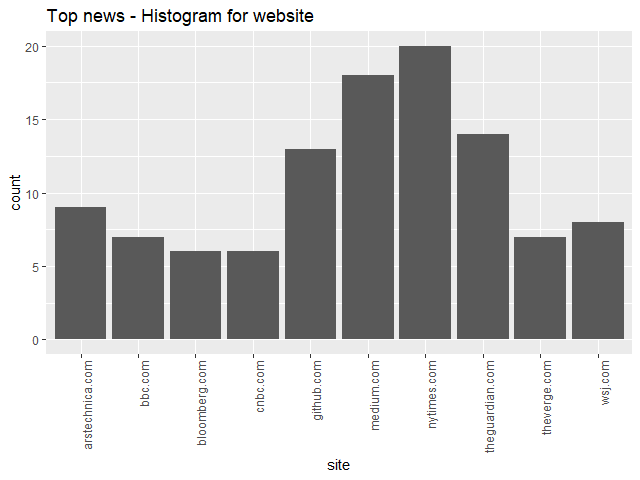 Top news - Histogram for website
20
15
10
5
0
count
arstechnica.com
bbc.com
bloomberg.com
cnbc.com
github.com
medium.com
nytimes.com
theguardian.com
theverge.com
wsj.com
site